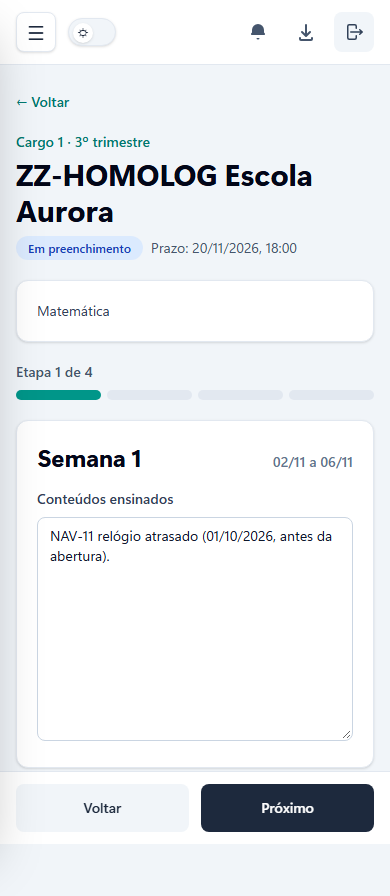 ← Voltar
Cargo 1 · 3º trimestre
ZZ-HOMOLOG Escola
Aurora
Em preenchimento Prazo: 20/11/2026, 18:00
Matemática
Etapa 1 de 4
Semana 1 02/11 a 06/11
Conteúdos ensinados
NAV-11 relógio atrasado (01/10/2026, antes da
abertura).
Voltar Próximo